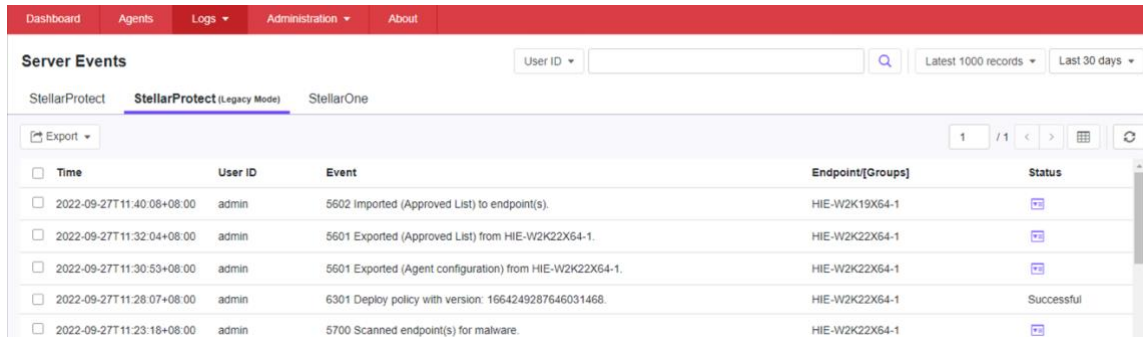 Dashboard Agents Logs Administration About
Server Events User ID Latest 1000 records Last 30 days
StellarProtect StellarProtect (Legacy Mode) StellarOne
Export 1 / 1
Time User ID Event Endpoint/[Groups] Status
2022-09-27T11:40:08+08:00 admin 5602 Imported (Approved List) to endpoint(s). HIE-W2K19X64-1
2022-09-27T11:32:04+08:00 admin 5601 Exported (Approved List) from HIE-W2K22X64-1. HIE-W2K22X64-1
2022-09-27T11:30:53+08:00 admin 5601 Exported (Agent configuration) from HIE-W2K22X64-1. HIE-W2K22X64-1
2022-09-27T11:28:07+08:00 admin 6301 Deploy policy with version: 1664249287646031468. HIE-W2K22X64-1 Successful
2022-09-27T11:23:18+08:00 admin 5700 Scanned endpoint(s) for malware. HIE-W2K22X64-1